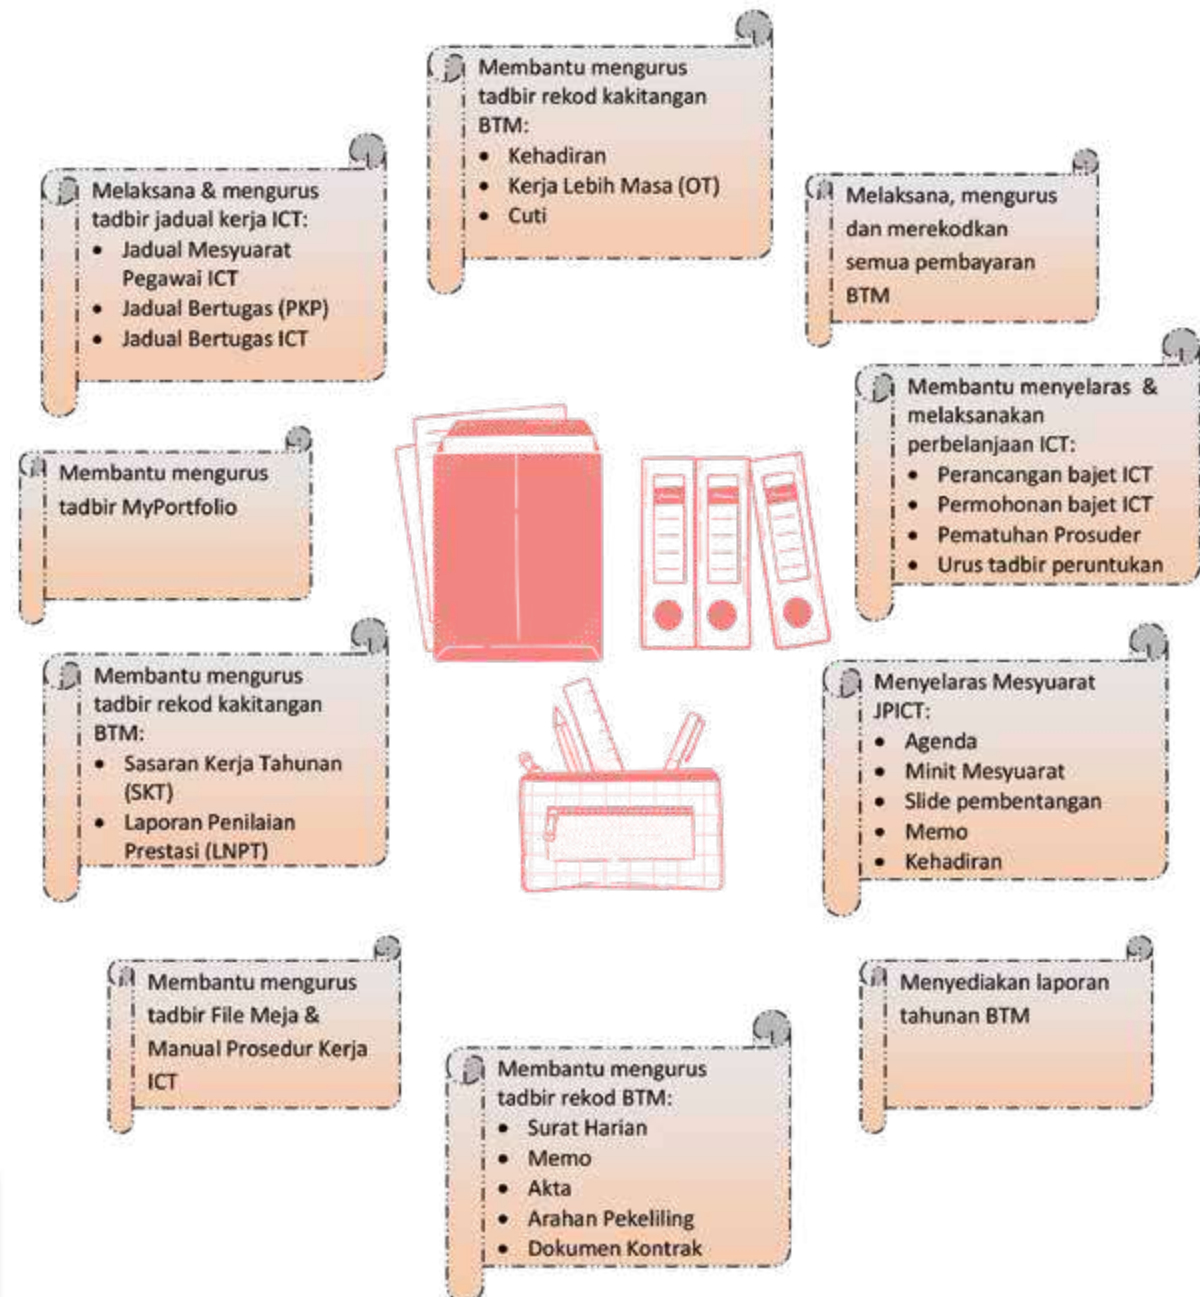 Membantu mengurus
tadbir rekod kakitangan
BTM:
• Kehadiran
• Kerja Lebih Masa (OT)
• Cuti
Melaksana & mengurus
tadbir jadual kerja ICT:
• Jadual Mesyuarat
Pegawai ICT
• Jadual Bertugas (PKP)
• Jadual Bertugas ICT
Melaksana, mengurus
dan merekodkan
semua pembayaran
BTM
Membantu menyelaras &
melaksanakan
perbelanjaan ICT:
• Perancangan bajet ICT
• Permohonan bajet ICT
• Pematuhan Prosuder
• Urus tadbir peruntukan
Membantu mengurus
tadbir MyPortfolio
Membantu mengurus
tadbir rekod kakitangan
BTM:
• Sasaran Kerja Tahunan
(SKT)
• Laporan Penilaian
Prestasi (LNPT)
Menyelaras Mesyuarat
JPICT:
• Agenda
• Minit Mesyuarat
• Slide pembentangan
• Memo
• Kehadiran
Membantu mengurus
tadbir File Meja &
Manual Prosedur Kerja
ICT
Menyediakan laporan
tahunan BTM
Membantu mengurus
tadbir rekod BTM:
• Surat Harian
• Memo
• Akta
• Arahan Pekeliling
• Dokumen Kontrak